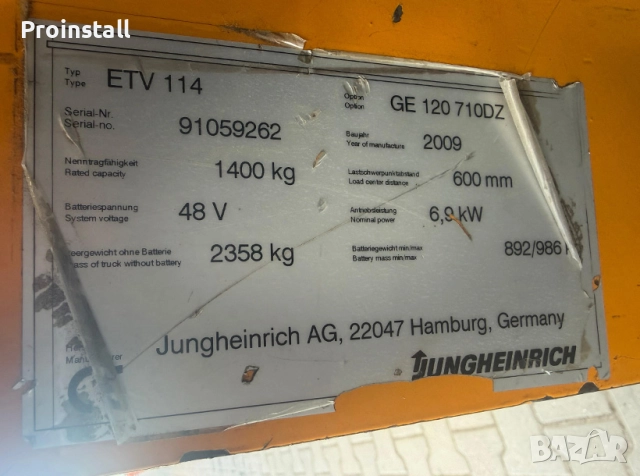 Proinstall
Typ
Type
ETV 114
Option
Option
GE 120 710DZ
Serial-Nr.
Serial-no.
91059262
Baujahr
Year of manufacture
2009
Nenntragfähigkeit
Rated capacity
1400 kg
Lastschwerpunktabstand
Load center distance
600 mm
Batteriespannung
System voltage
48 V
Antriebsleistung
Nominal power
6,9 kW
eergewicht ohne Batterie
ass of truck without battery
2358 kg
Batteriegewicht min/max
Battery mass min/max
892/986
Jungheinrich AG, 22047 Hamburg, Germany
JUNGHEINRICH
bazar